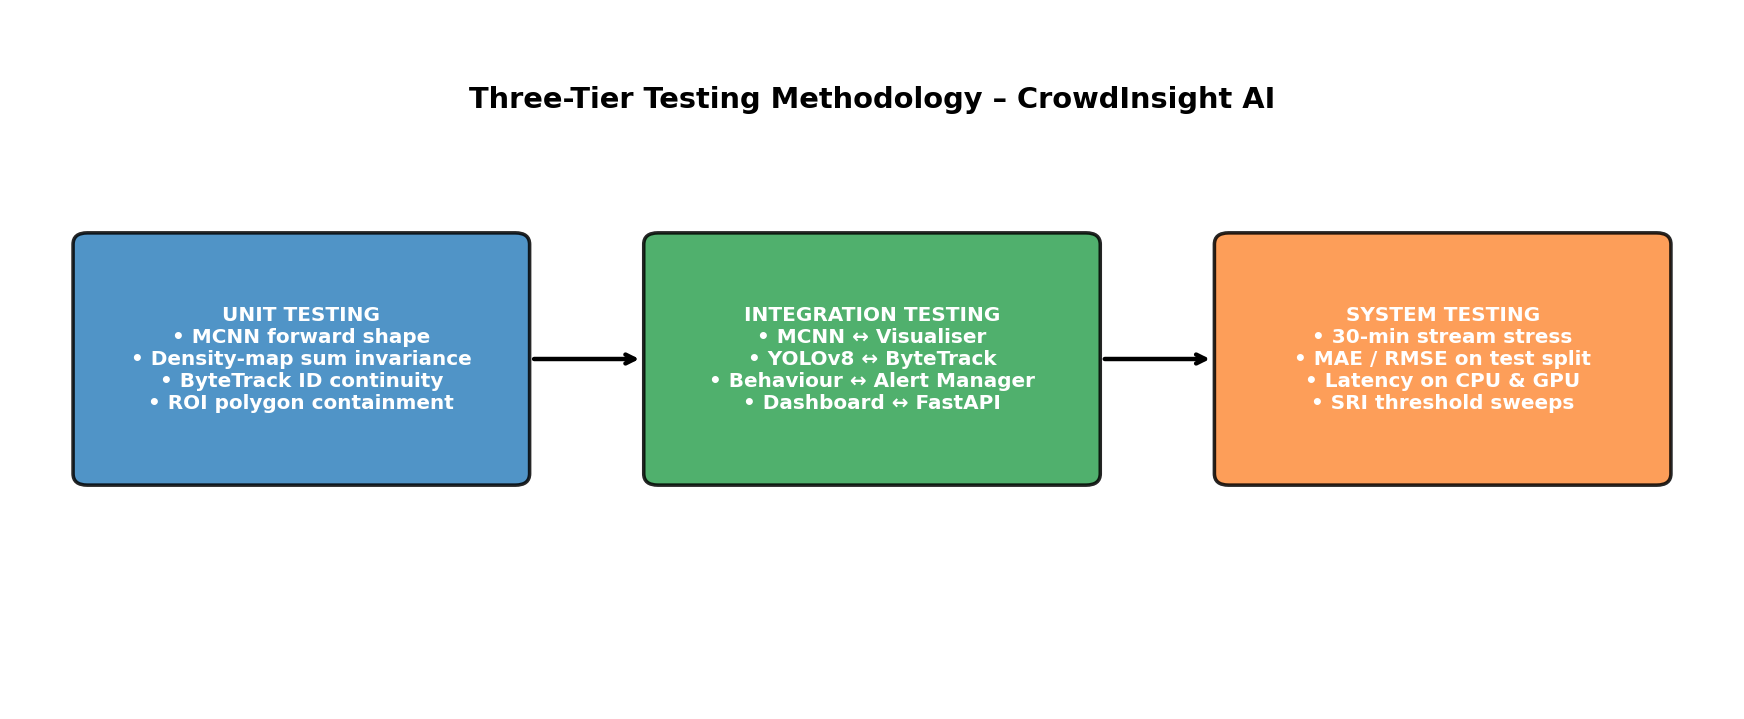 Three-Tier Testing Methodology – CrowdInsight AI
UNIT TESTING
• MCNN forward shape
• Density-map sum invariance
• ByteTrack ID continuity
• ROI polygon containment
INTEGRATION TESTING
• MCNN ↔ Visualiser
• YOLOv8 ↔ ByteTrack
• Behaviour ↔ Alert Manager
• Dashboard ↔ FastAPI
SYSTEM TESTING
• 30-min stream stress
• MAE / RMSE on test split
• Latency on CPU & GPU
• SRI threshold sweeps